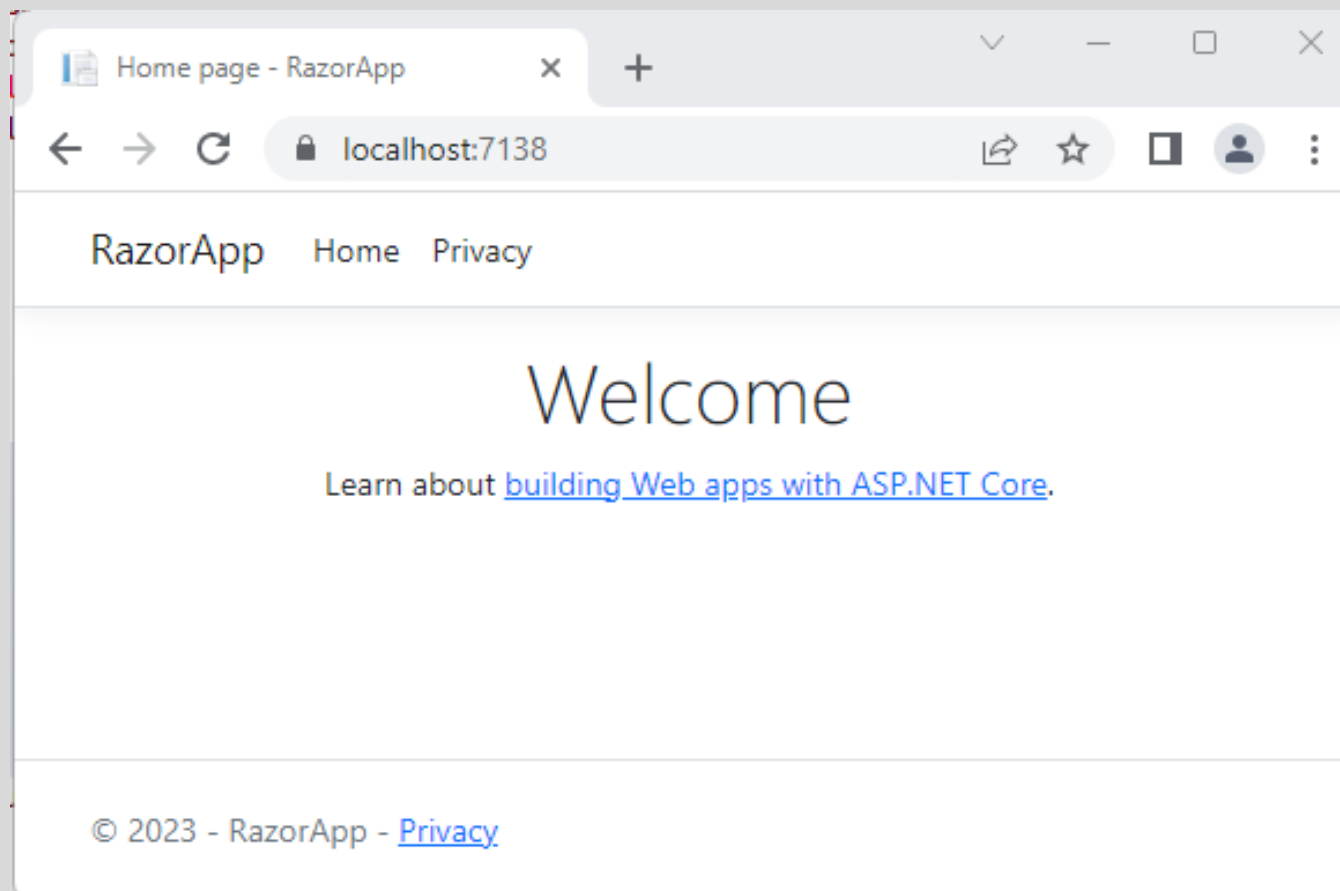 Home page - RazorApp
localhost:7138
RazorApp Home Privacy
Welcome
Learn about building Web apps with ASP.NET Core.
© 2023 - RazorApp - Privacy